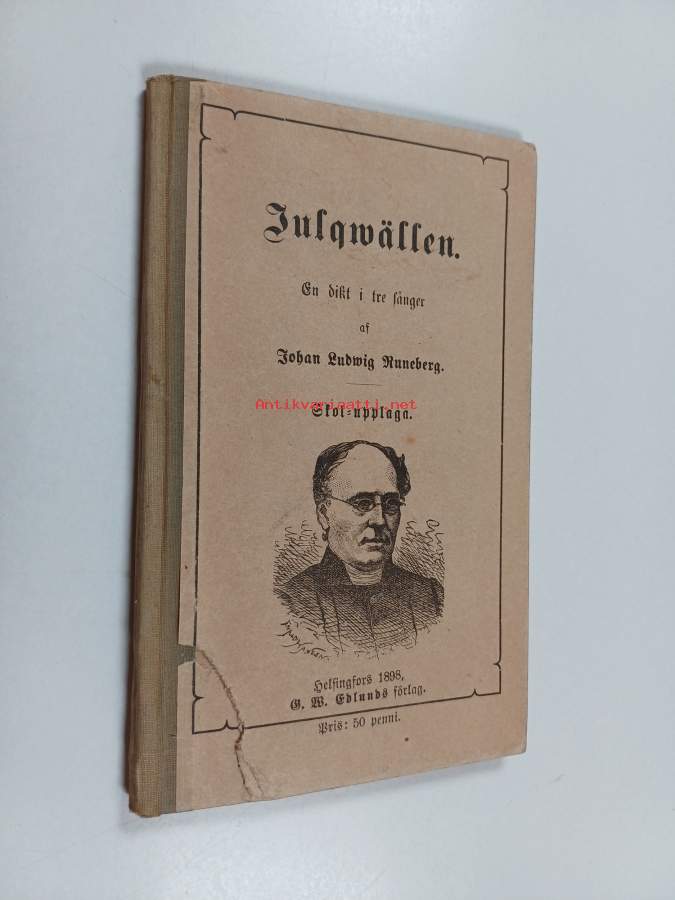 Julqwällen.
En dikt i tre sånger
af
Johan Ludwig Runeberg.
Antikvariaatti.net
Skol=upplaga.
Helsingfors 1898,
G. W. Edlunds förlag.
Pris: 50 penni.